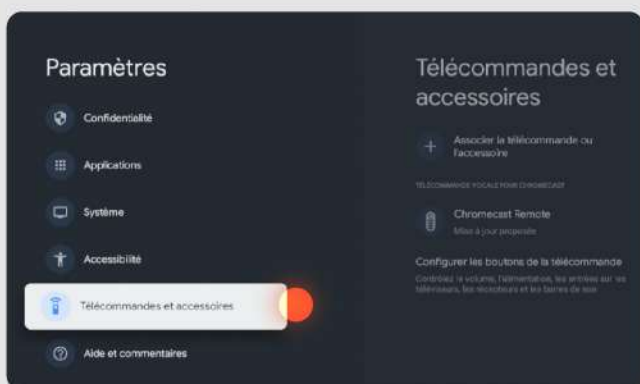 Paramètres
Confidentialité
Applications
Système
Accessibilité
Télécommandes et accessoires
Aide et commentaires
Télécommandes et
accessoires
Associer la télécommande ou
l'accessoire
TÉLÉCOMMANDE VOCALE POUR CHROMECAST
Chromecast Remote
Mise à jour proposée
Configurer les boutons de la télécommande
Contrôlez le volume, l'alimentation, les entrées sur les
téléviseurs, les récepteurs et les barres de son